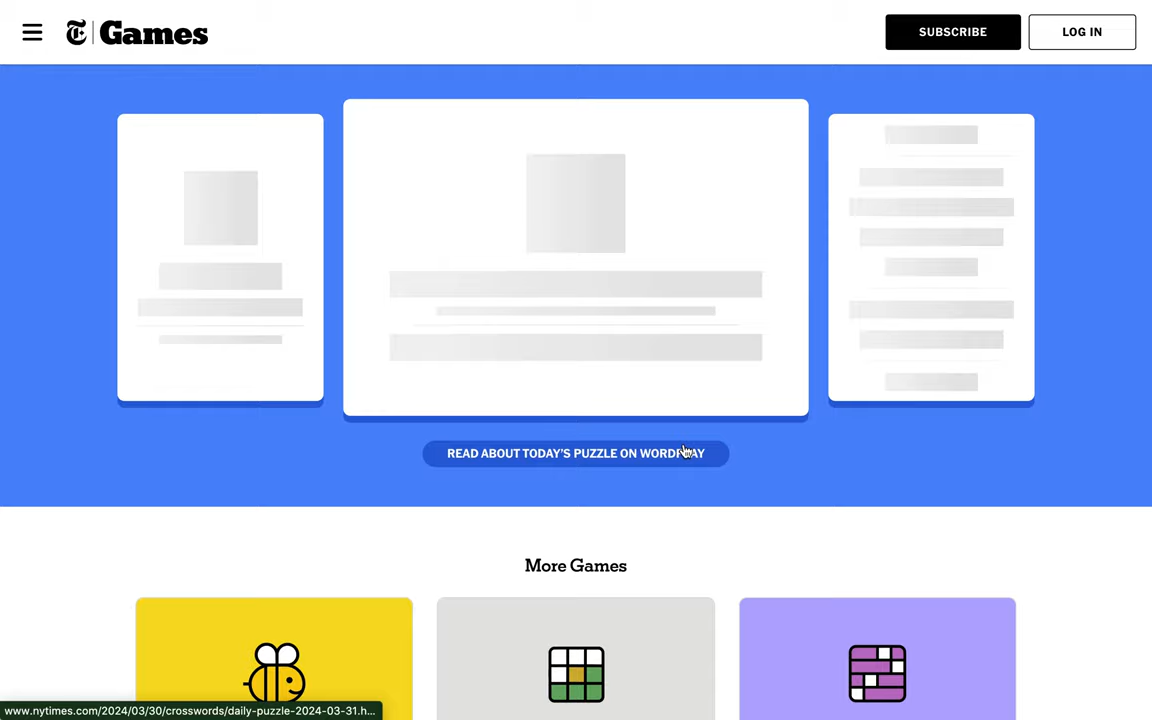 Games
SUBSCRIBE
LOG IN
READ ABOUT TODAY'S PUZZLE ON WORDPLAY
More Games
www.nytimes.com/2024/03/30/crosswords/daily-puzzle-2024-03-31.h...